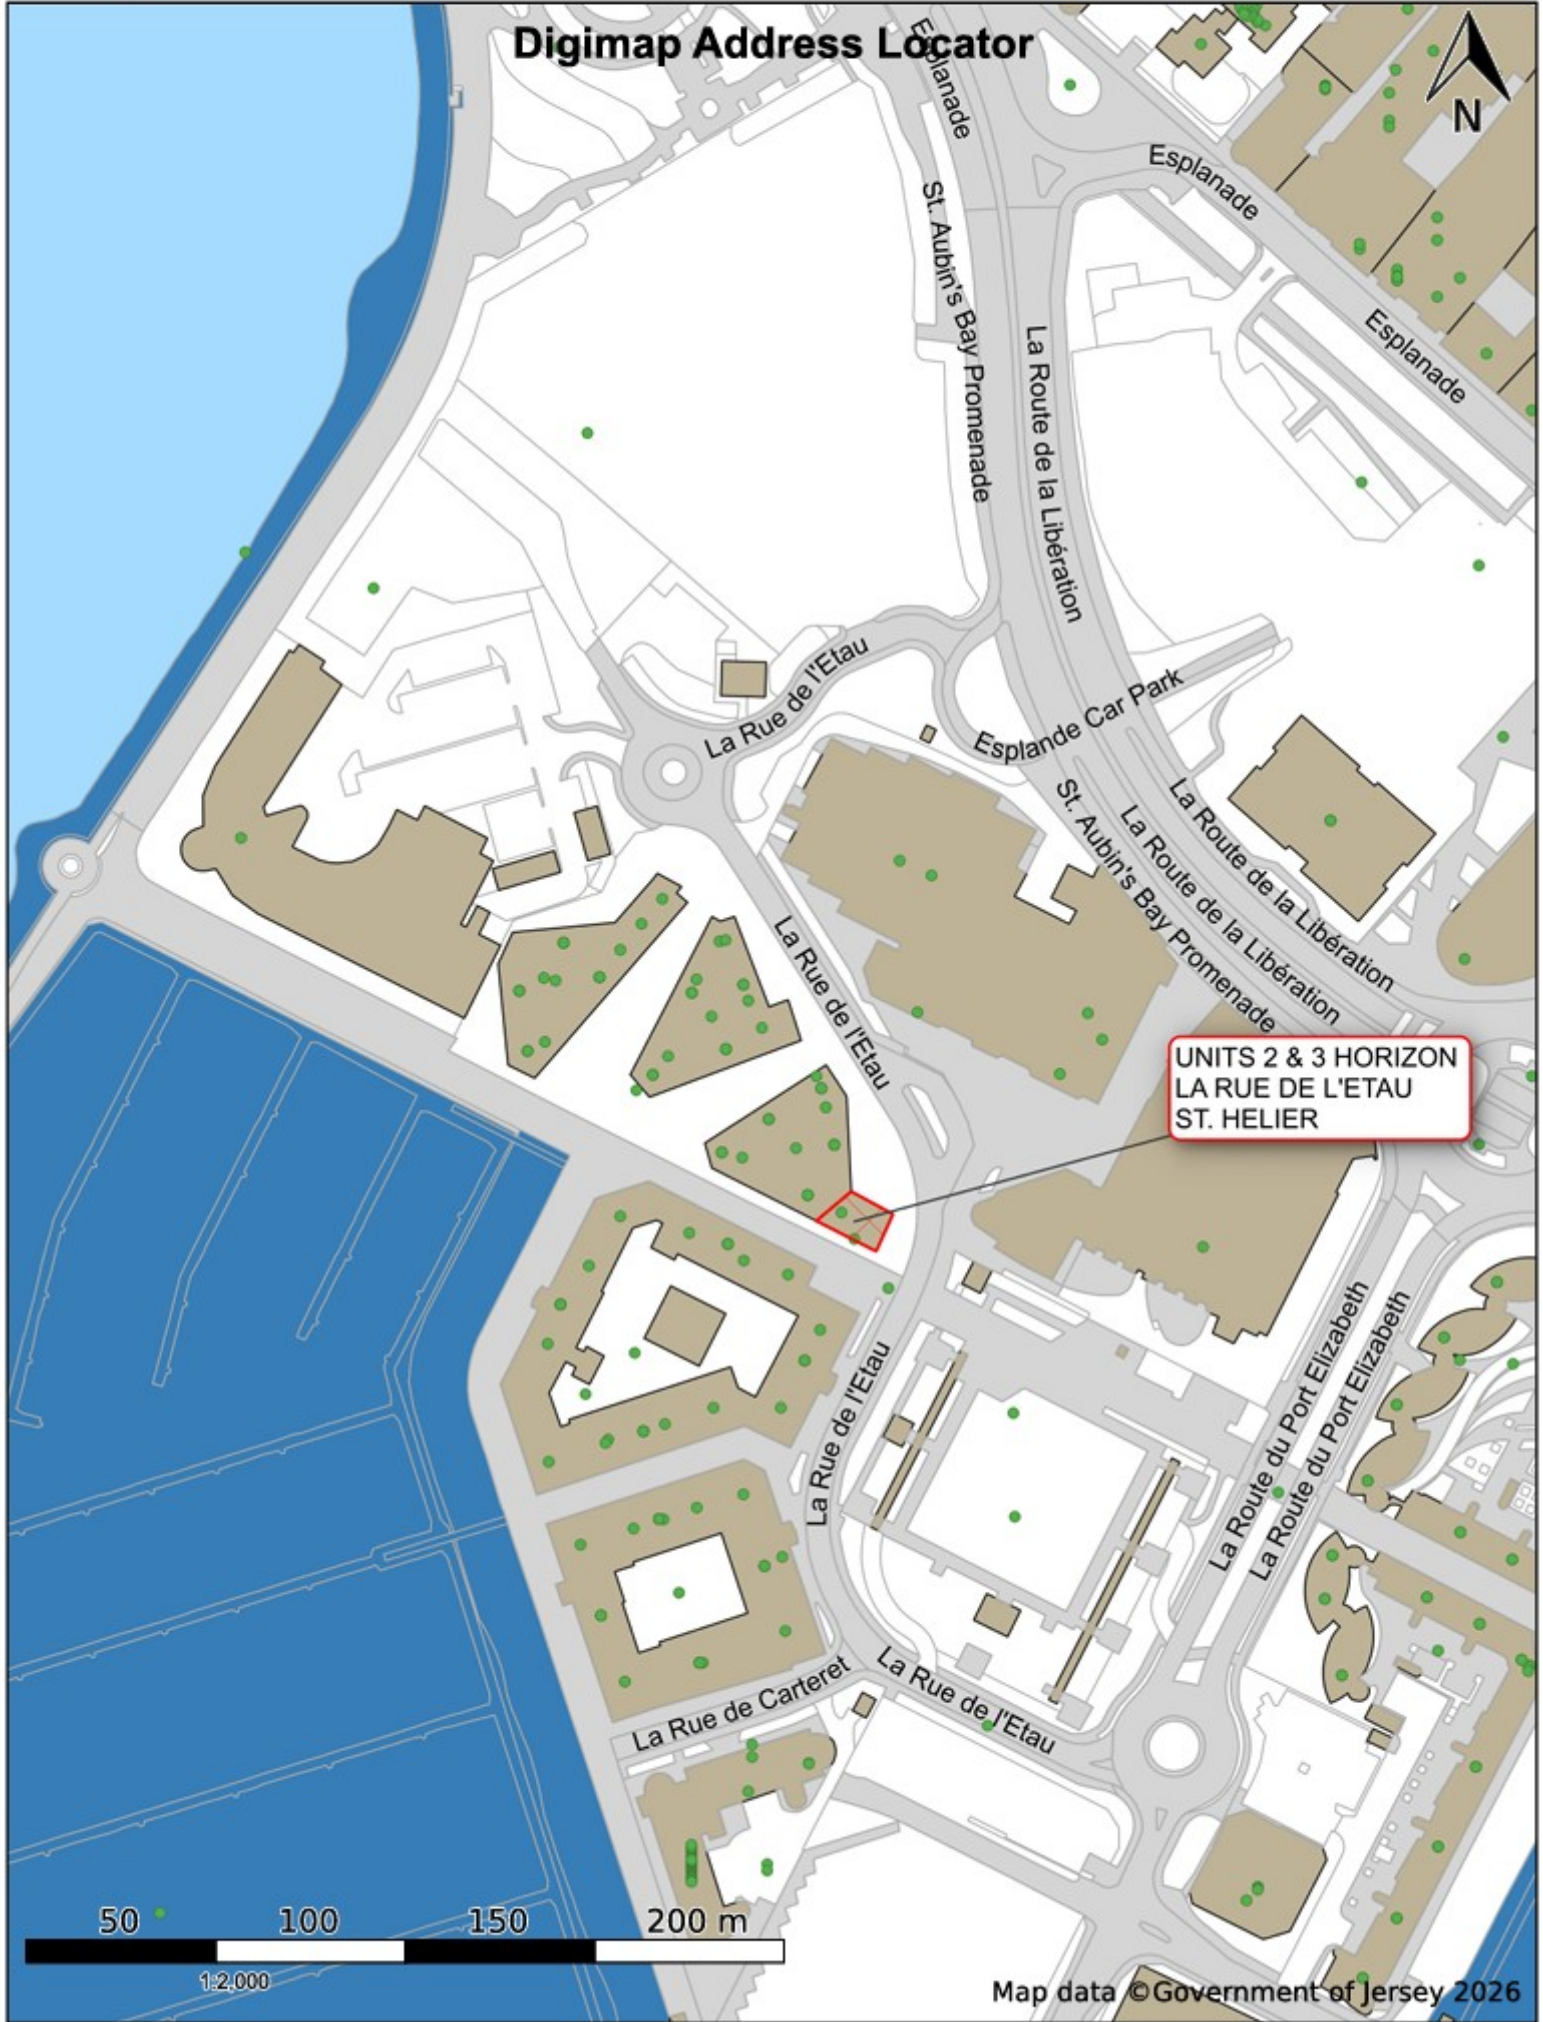 Digimap Address Locator
N
Esplanade
Esplanade
St. Aubin's Bay Promenade
Esplanade
La Route de la Libération
La Rue de l'Etau
Esplande Car Park
La Route de la Libération
St. Aubin's Bay Promenade
La Route de la Libération
La Rue de l'Etau
UNITS 2 & 3 HORIZON
LA RUE DE L'ETAU
ST. HELIER
La Rue de l'Etau
La Route du Port Elizabeth
La Route du Port Elizabeth
La Rue de Carteret
La Rue de l'Etau
50 100 150 200 m
1:2,000
Map data ©Government of Jersey 2026